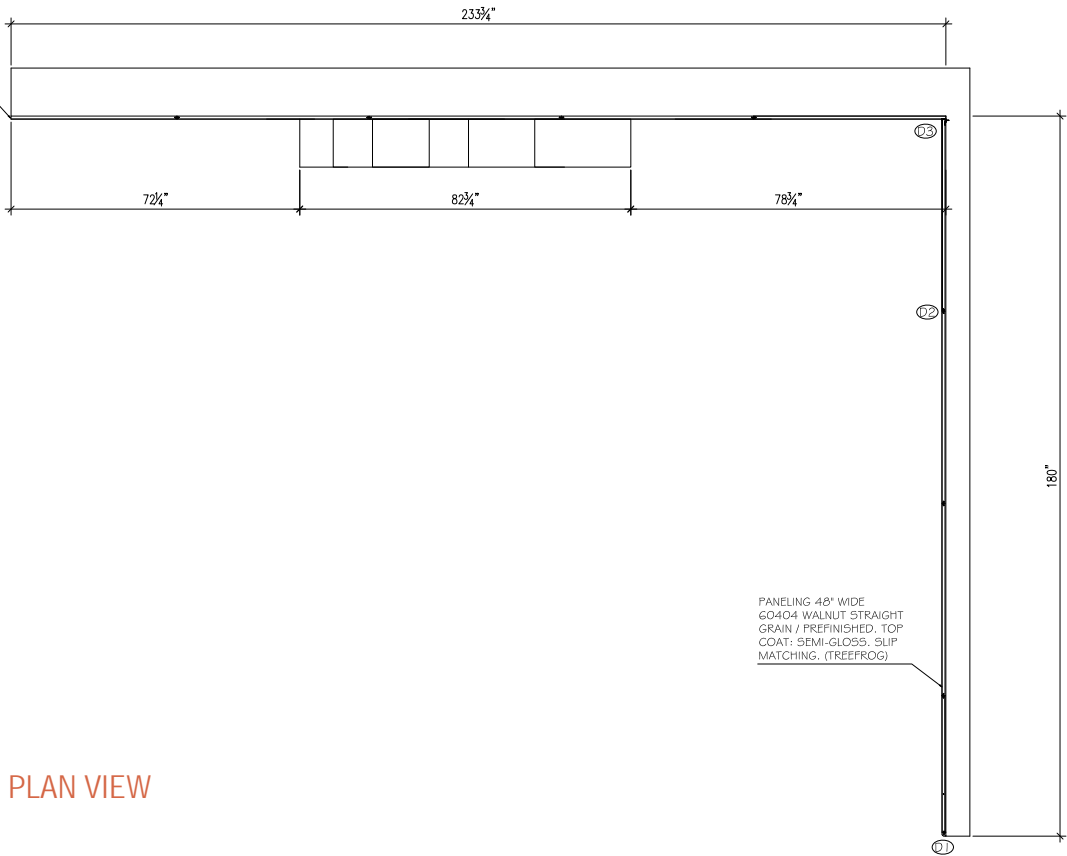 233¾"
D3
72¼"
82¾"
78¾"
D2
180"
PANELING 48" WIDE
60404 WALNUT STRAIGHT
GRAIN / PREFINISHED. TOP
COAT: SEMI-GLOSS. SLIP
MATCHING. (TREEFROG)
PLAN VIEW
D1